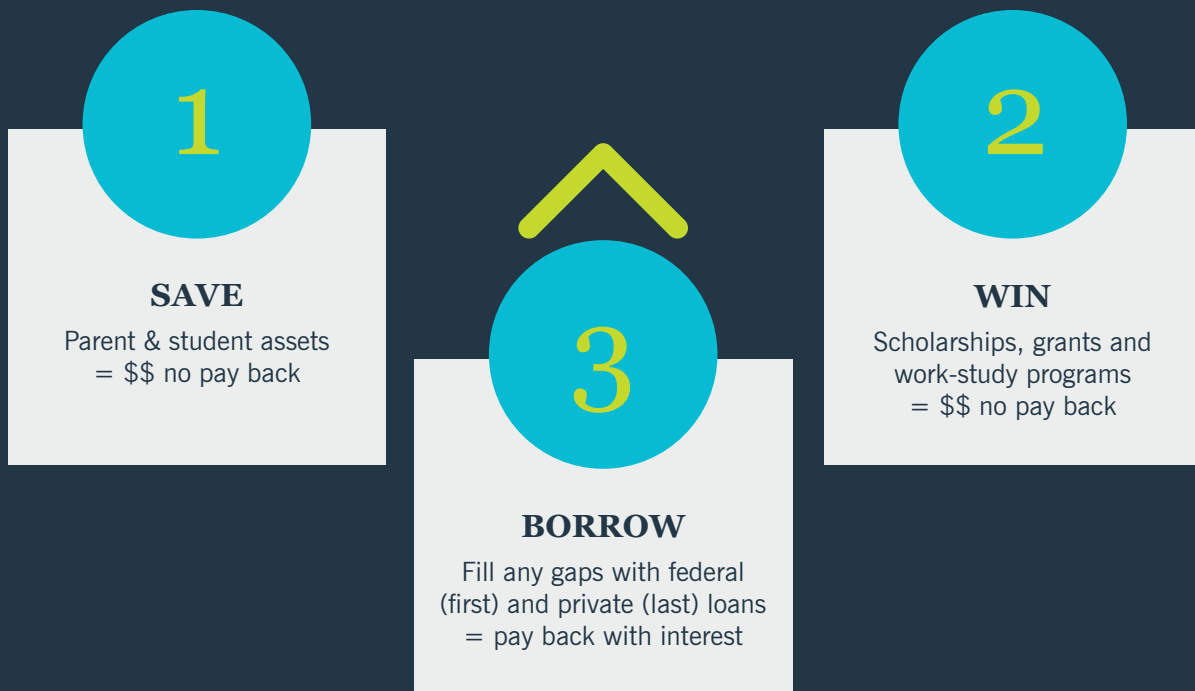 1
SAVE
Parent & student assets
= $$ no pay back
2
WIN
Scholarships, grants and
work-study programs
= $$ no pay back
3
BORROW
Fill any gaps with federal
(first) and private (last) loans
= pay back with interest